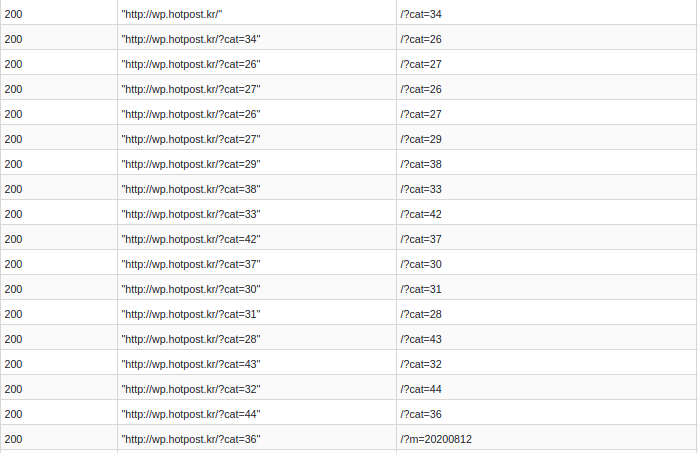 200 "http://wp.hotpost.kr/" /?cat=34
200 "http://wp.hotpost.kr/?cat=34" /?cat=26
200 "http://wp.hotpost.kr/?cat=26" /?cat=27
200 "http://wp.hotpost.kr/?cat=27" /?cat=26
200 "http://wp.hotpost.kr/?cat=26" /?cat=27
200 "http://wp.hotpost.kr/?cat=27" /?cat=29
200 "http://wp.hotpost.kr/?cat=29" /?cat=38
200 "http://wp.hotpost.kr/?cat=38" /?cat=33
200 "http://wp.hotpost.kr/?cat=33" /?cat=42
200 "http://wp.hotpost.kr/?cat=42" /?cat=37
200 "http://wp.hotpost.kr/?cat=37" /?cat=30
200 "http://wp.hotpost.kr/?cat=30" /?cat=31
200 "http://wp.hotpost.kr/?cat=31" /?cat=28
200 "http://wp.hotpost.kr/?cat=28" /?cat=43
200 "http://wp.hotpost.kr/?cat=43" /?cat=32
200 "http://wp.hotpost.kr/?cat=32" /?cat=44
200 "http://wp.hotpost.kr/?cat=44" /?cat=36
200 "http://wp.hotpost.kr/?cat=36" /?m=20200812